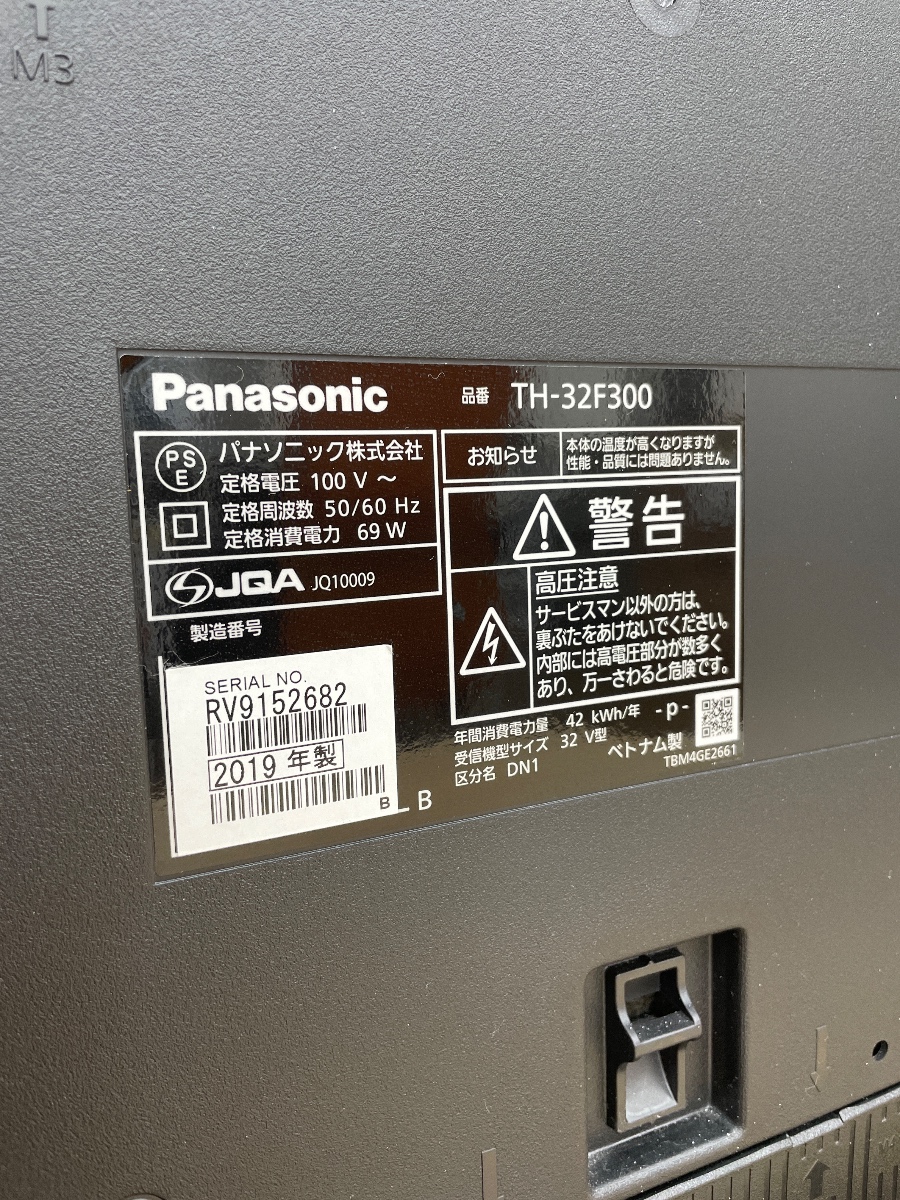 T
M3
Panasonic
品番 TH-32F300
PS
E
パナソニック株式会社
定格電圧 100 V ～
定格周波数 50/60 Hz
定格消費電力 69 W
JQA JQ10009
製造番号
SERIAL NO.
RV9152682
2019 年製
B
B
お知らせ
本体の温度が高くなりますが
性能・品質には問題ありません。
警告
高圧注意
サービスマン以外の方は、
裏ぶたをあけないでください。
内部には高電圧部分が数多く
あり、万一さわると危険です。
年間消費電力量 42 kWh/年 -p-
受信機型サイズ 32 V型
区分名 DN1
ベトナム製
TBM4GE2661